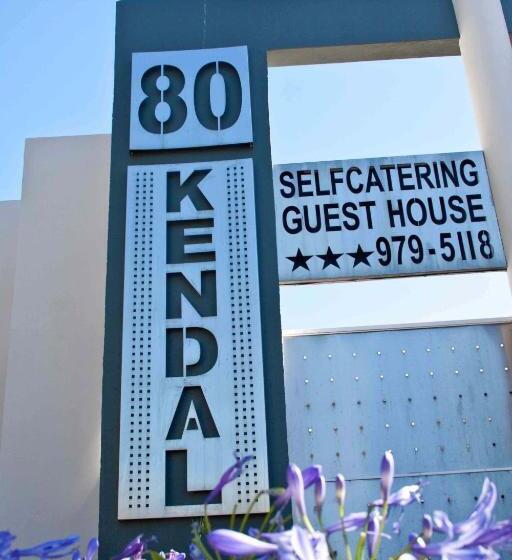 80
KENDAL
SELFCATERING
GUEST HOUSE
★★★979-5118